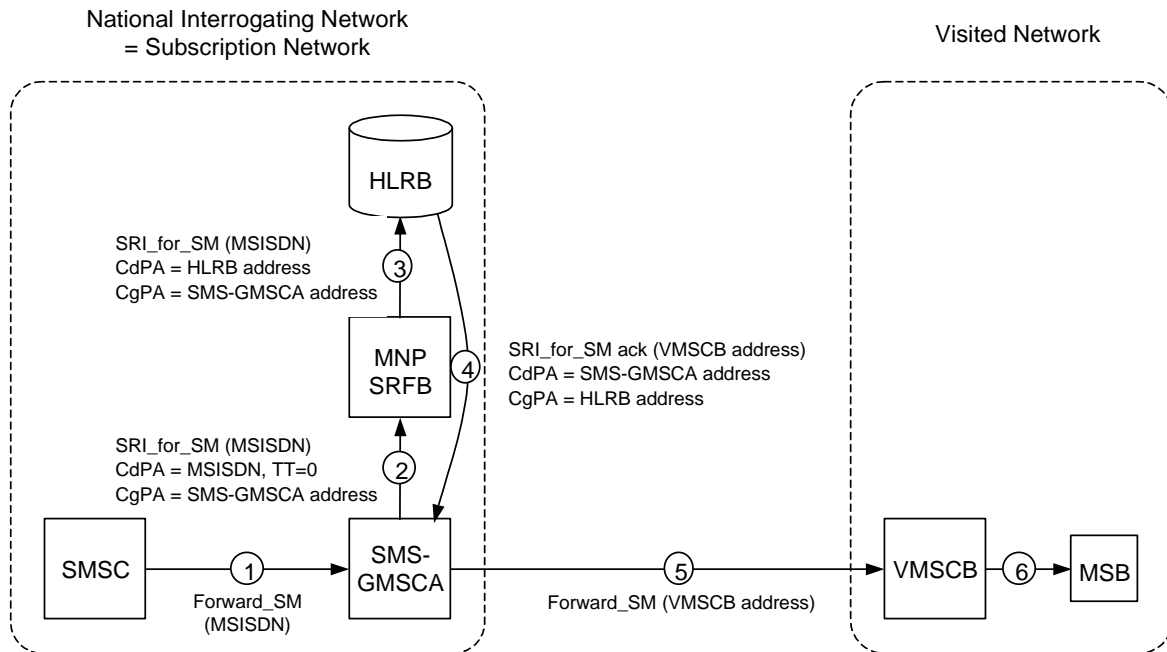 National Interrogating Network
= Subscription Network
Visited Network
HLRB
SRI_for_SM (MSISDN)
CdPA = HLRB address
CgPA = SMS-GMSCA address
3
MNP
SRFB
4
SRI_for_SM ack (VMSCB address)
CdPA = SMS-GMSCA address
CgPA = HLRB address
SRI_for_SM (MSISDN)
CdPA = MSISDN, TT=0
CgPA = SMS-GMSCA address
2
SMSC
1
Forward_SM
(MSISDN)
SMS-
GMSCA
5
Forward_SM (VMSCB address)
VMSCB
6
MSB